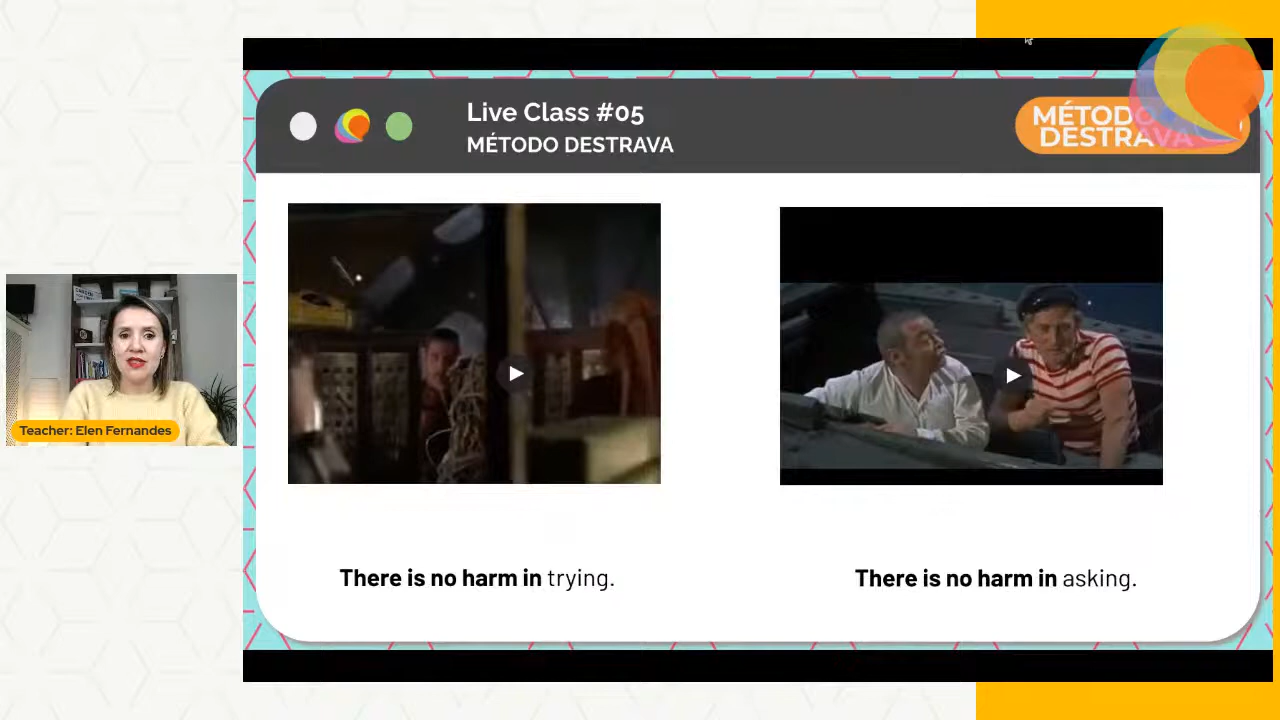 Live Class #05
MÉTODO DESTRAVA
MÉTODO
DESTRAVA
Teacher: Elen Fernandes
There is no harm in trying.
There is no harm in asking.